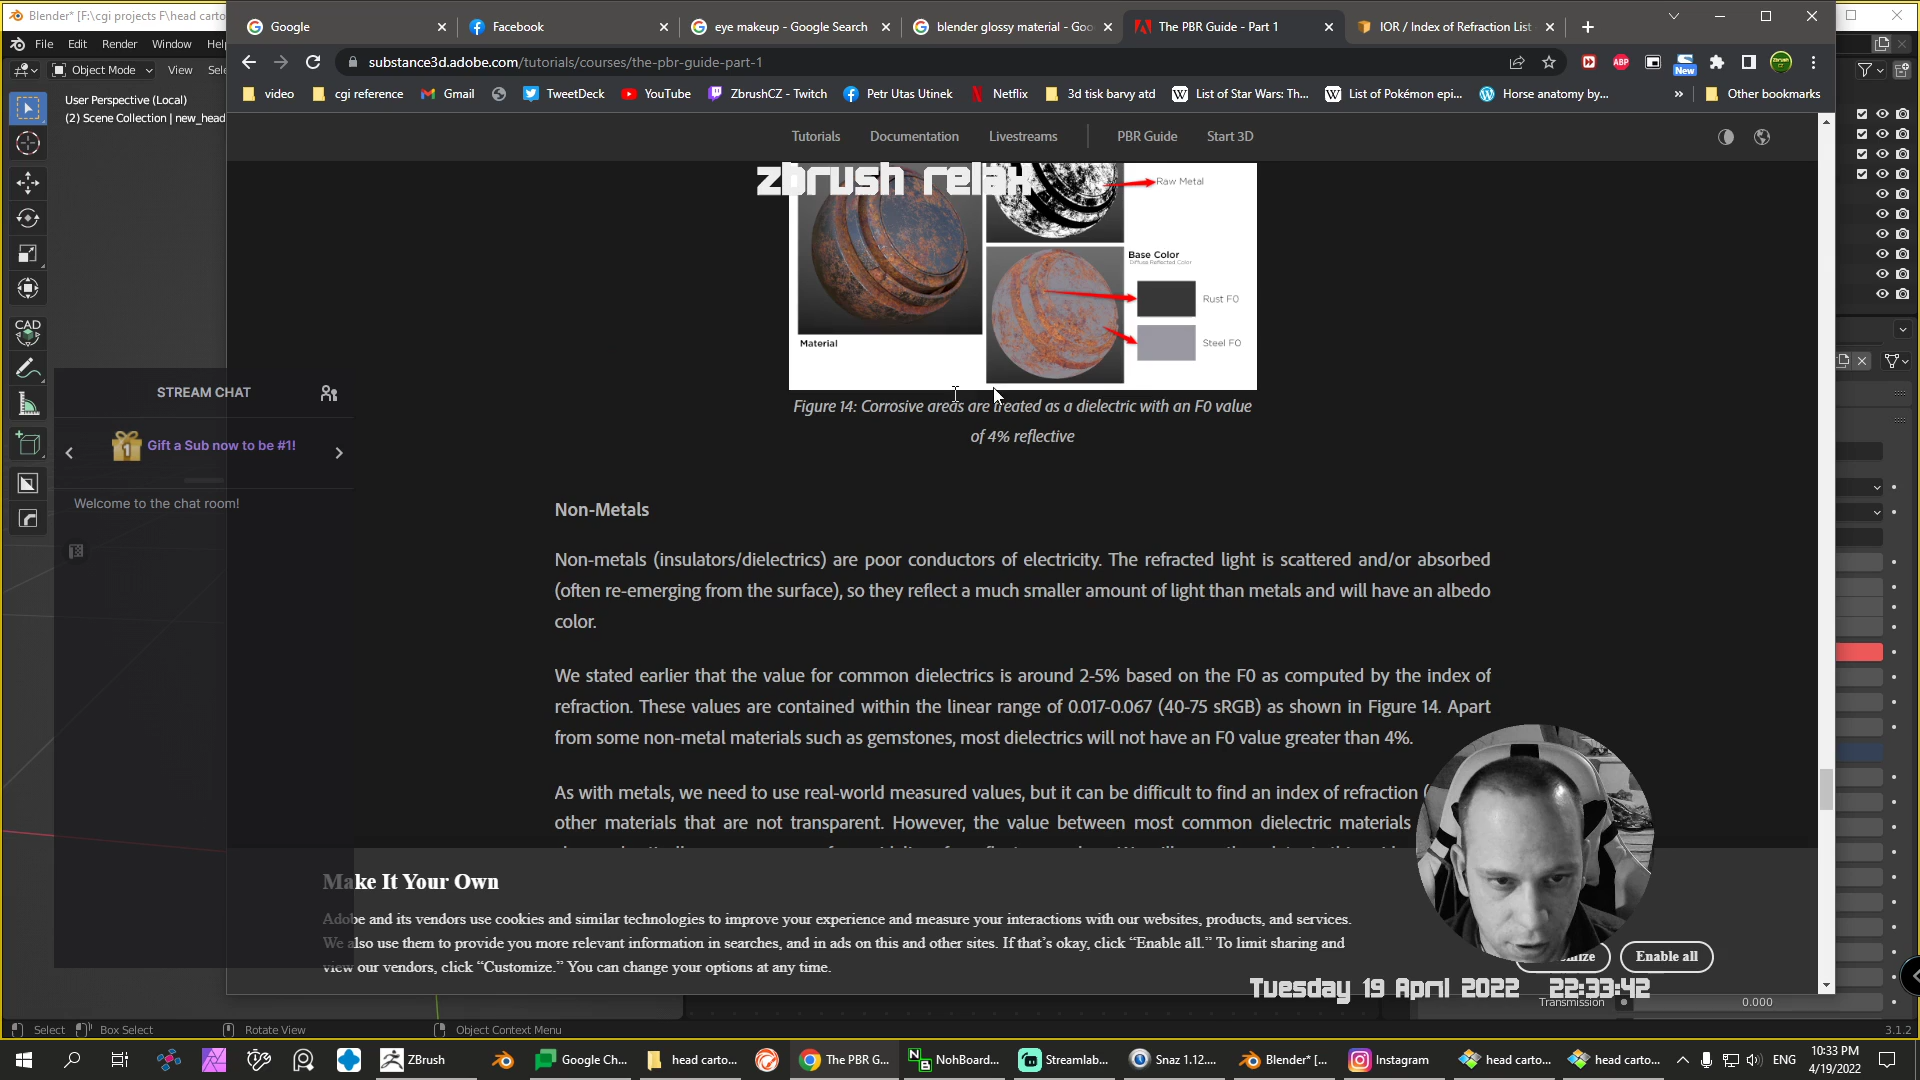 Blender* [F:\cgi projects F\head carto
Google
Facebook
eye makeup - Google Search
blender glossy material - Goo
The PBR Guide - Part 1
IOR / Index of Refraction List
File Edit Render Window Help
substance3d.adobe.com/tutorials/courses/the-pbr-guide-part-1
ABP
New
Object Mode View Sele
video
cgi reference
Gmail
TweetDeck
YouTube
ZbrushCZ - Twitch
Petr Utas Utinek
Netflix
3d tisk barvy atd
List of Star Wars: Th...
List of Pokémon epi...
Horse anatomy by...
»
Other bookmarks
User Perspective (Local)
(2) Scene Collection | new_head
Tutorials Documentation Livestreams PBR Guide Start 3D
zbrush relax
Raw Metal
Base Color
Diffuse Reflected Color
Rust F0
Steel F0
Material
CAD
Figure 14: Corrosive areas are treated as a dielectric with an F0 value
of 4% reflective
STREAM CHAT
1
Gift a Sub now to be #1!
Welcome to the chat room!
Non-Metals
Non-metals (insulators/dielectrics) are poor conductors of electricity. The refracted light is scattered and/or absorbed
(often re-emerging from the surface), so they reflect a much smaller amount of light than metals and will have an albedo
color.
We stated earlier that the value for common dielectrics is around 2-5% based on the F0 as computed by the index of
refraction. These values are contained within the linear range of 0.017-0.067 (40-75 sRGB) as shown in Figure 14. Apart
from some non-metal materials such as gemstones, most dielectrics will not have an F0 value greater than 4%.
As with metals, we need to use real-world measured values, but it can be difficult to find an index of refraction (
other materials that are not transparent. However, the value between most common dielectric materials
Make It Your Own
Adobe and its vendors use cookies and similar technologies to improve your experience and measure your interactions with our websites, products, and services.
We also use them to provide you more relevant information in searches, and in ads on this and other sites. If that's okay, click “Enable all.” To limit sharing and
view our vendors, click “Customize.” You can change your options at any time.
Enable all
Tuesday 19 April 2022 22:33:42
Transmission 0.000
Select Box Select Rotate View Object Context Menu
3.1.2
ZBrush
Google Ch...
head carto...
The PBR G...
NohBoard...
Streamlab...
Snaz 1.12....
Blender* [...
Instagram
head carto...
head carto...
ENG
10:33 PM
4/19/2022